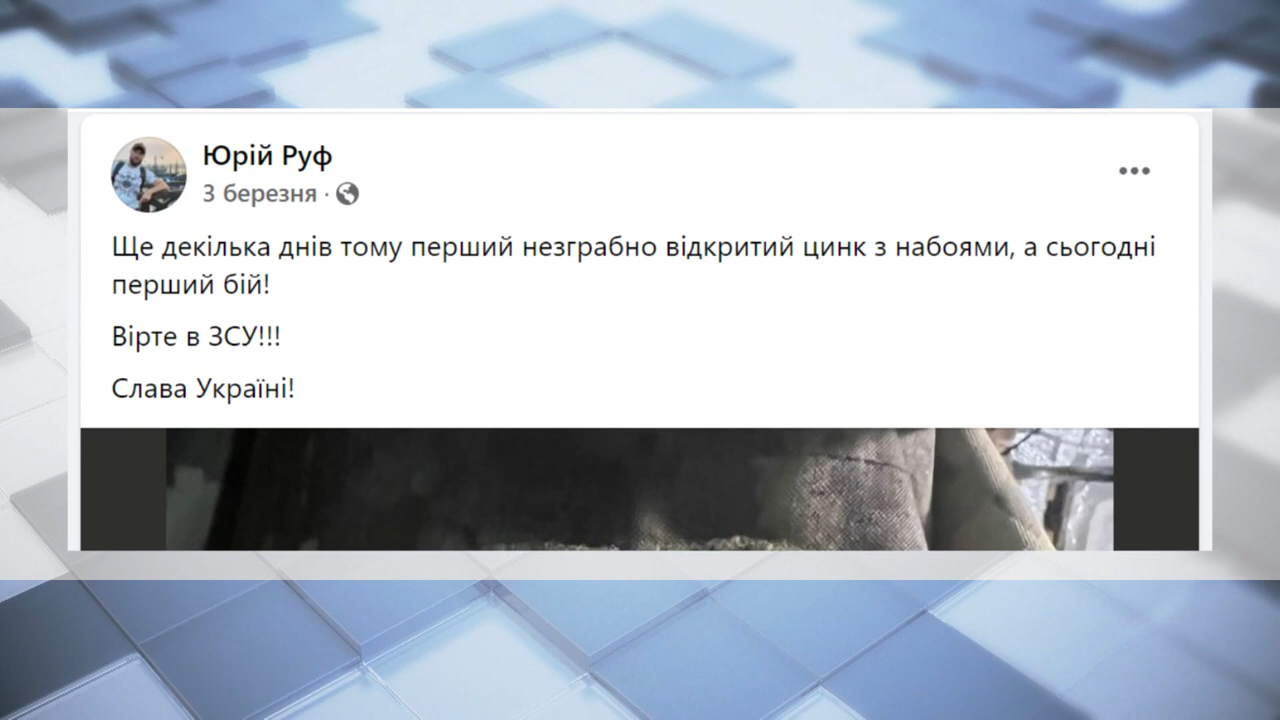 Юрій Руф
3 березня ·
Ще декілька днів тому перший незграбно відкритий цинк з набоями, а сьогодні
перший бій!
Вірте в ЗСУ!!!
Слава Україні!